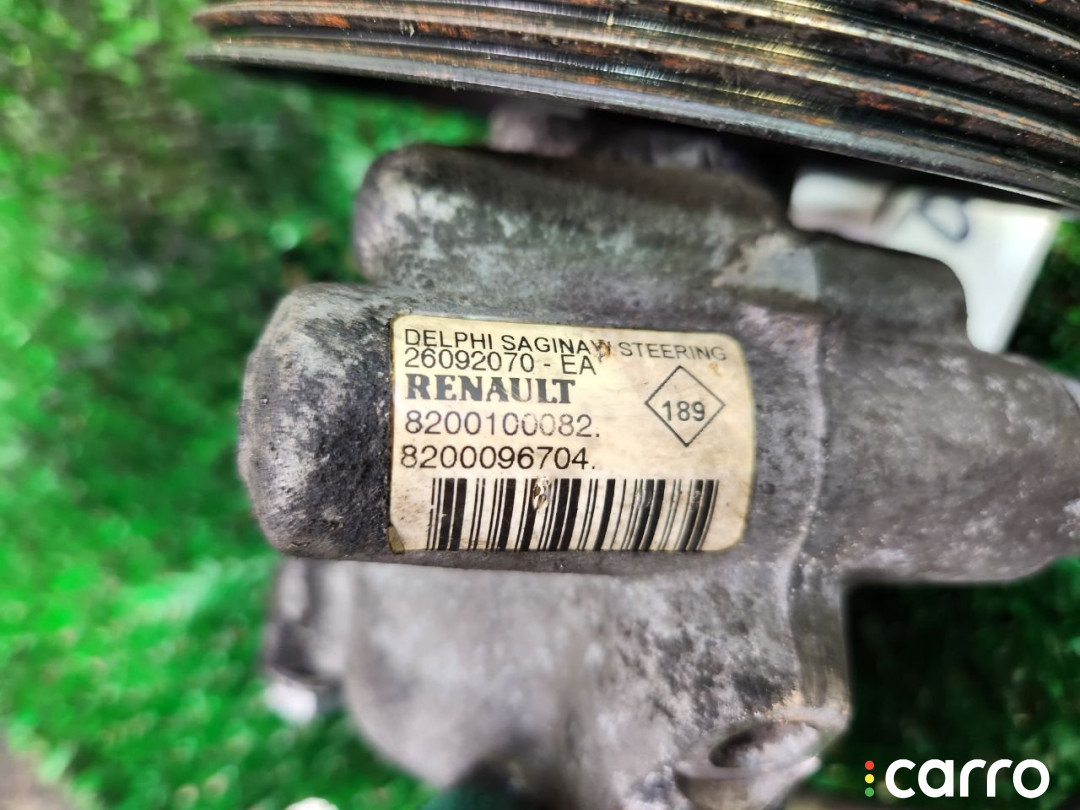 DELPHI SAGINAW STEERING
26092070 - EA
RENAULT
189
8200100082.
8200096704.
carro